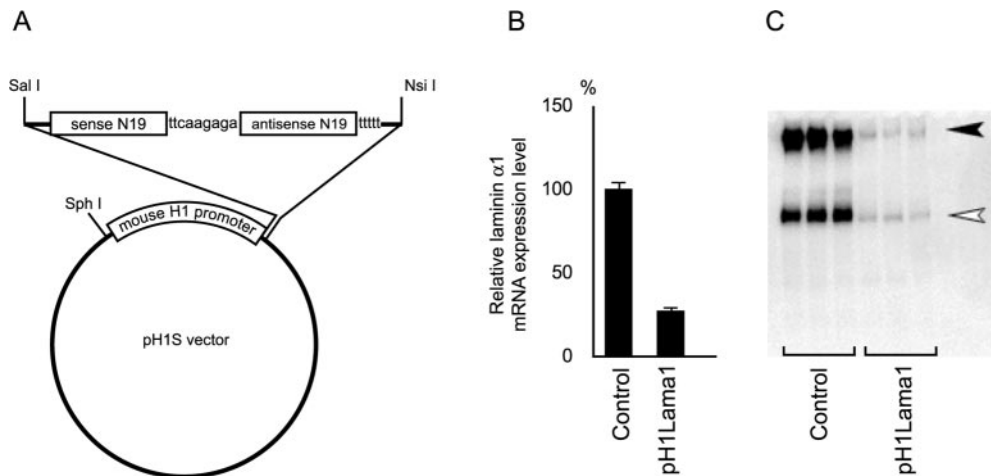 A
Sal I
Nsi I
sense N19
ttcaagaga
antisense N19
ttttt
Sph I
mouse H1 promoter
pH1S vector
B
%
150
100
50
0
Relative laminin α1
mRNA expression level
Control
pH1Lama1
C
Control
pH1Lama1